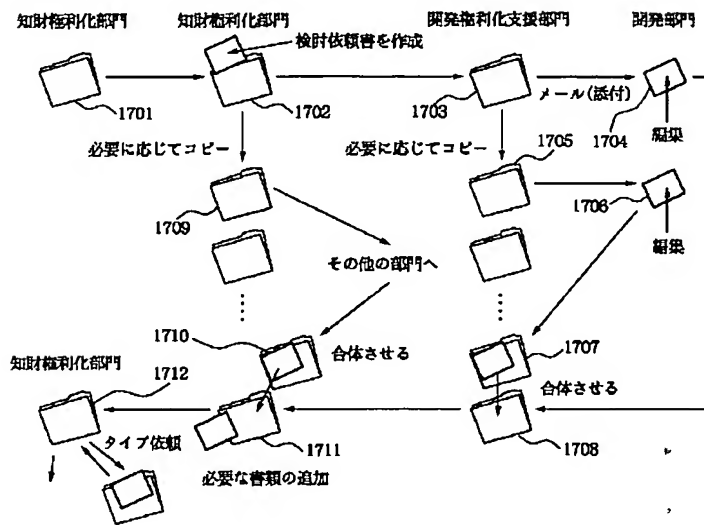 知財権利化部門 知財権利化部門 開発権利化支援部門 開発部門
検討依頼書を作成
メール(添付)
1701 1702 1703 1704
編集
必要に応じてコピー 必要に応じてコピー 1705
1709 1706
編集
その他の部門へ
1710 1707
知財権利化部門 合体させる
1712 合体させる
タイプ依頼 1711 1708
必要な書類の追加